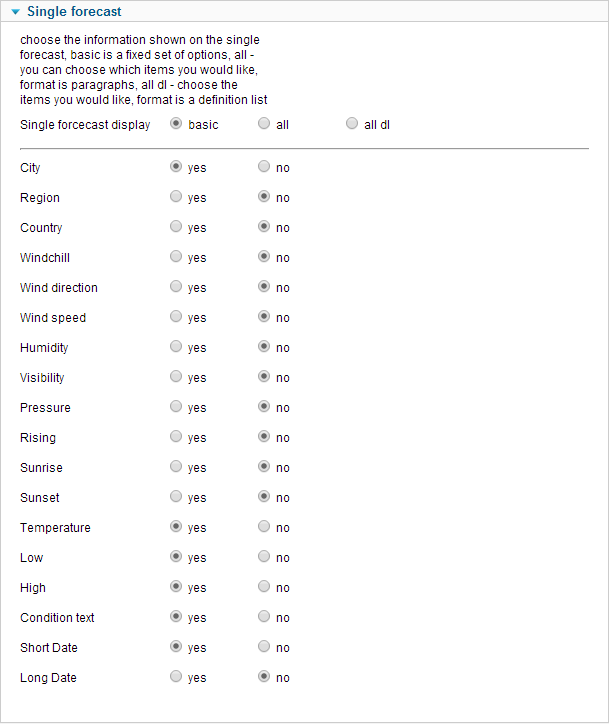 Single forecast
choose the information shown on the single
forecast, basic is a fixed set of options, all -
you can choose which items you would like,
format is paragraphs, all dl - choose the
items you would like, format is a definition list
Single forcecast display basic all all dl
City yes no
Region yes no
Country yes no
Windchill yes no
Wind direction yes no
Wind speed yes no
Humidity yes no
Visibility yes no
Pressure yes no
Rising yes no
Sunrise yes no
Sunset yes no
Temperature yes no
Low yes no
High yes no
Condition text yes no
Short Date yes no
Long Date yes no